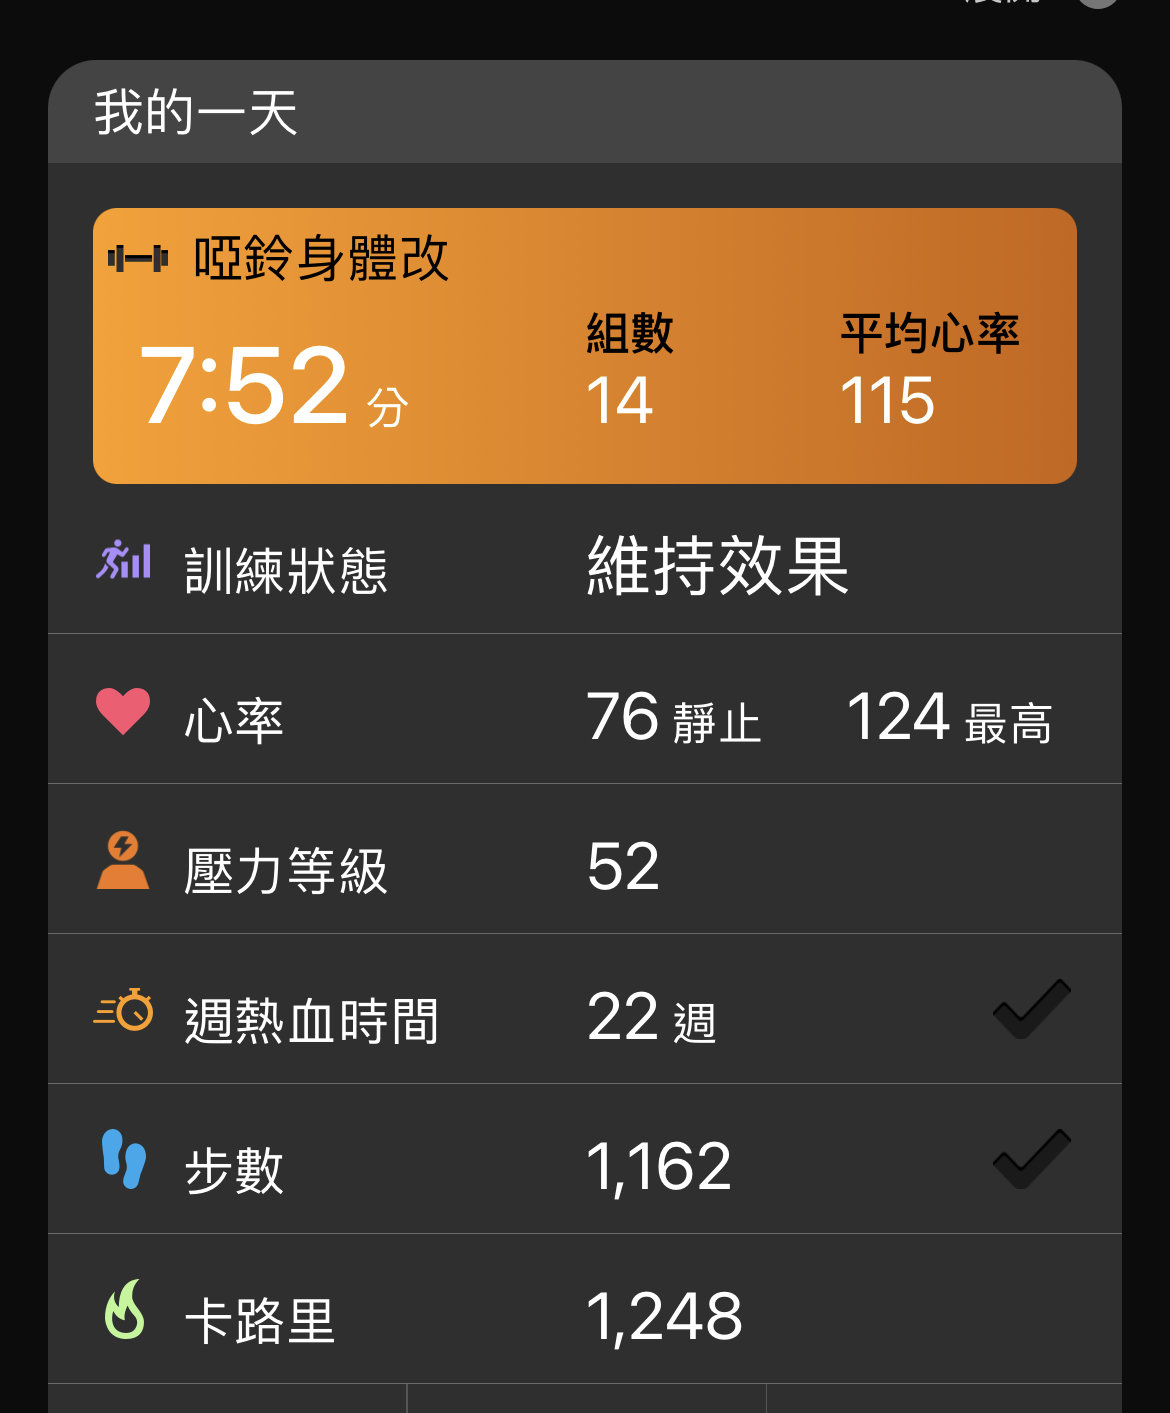 我的一天
啞鈴身體改
7:52 分
組數
14
平均心率
115
訓練狀態 維持效果
心率 76 靜止 124 最高
壓力等級 52
週熱血時間 22 週
步數 1,162
卡路里 1,248